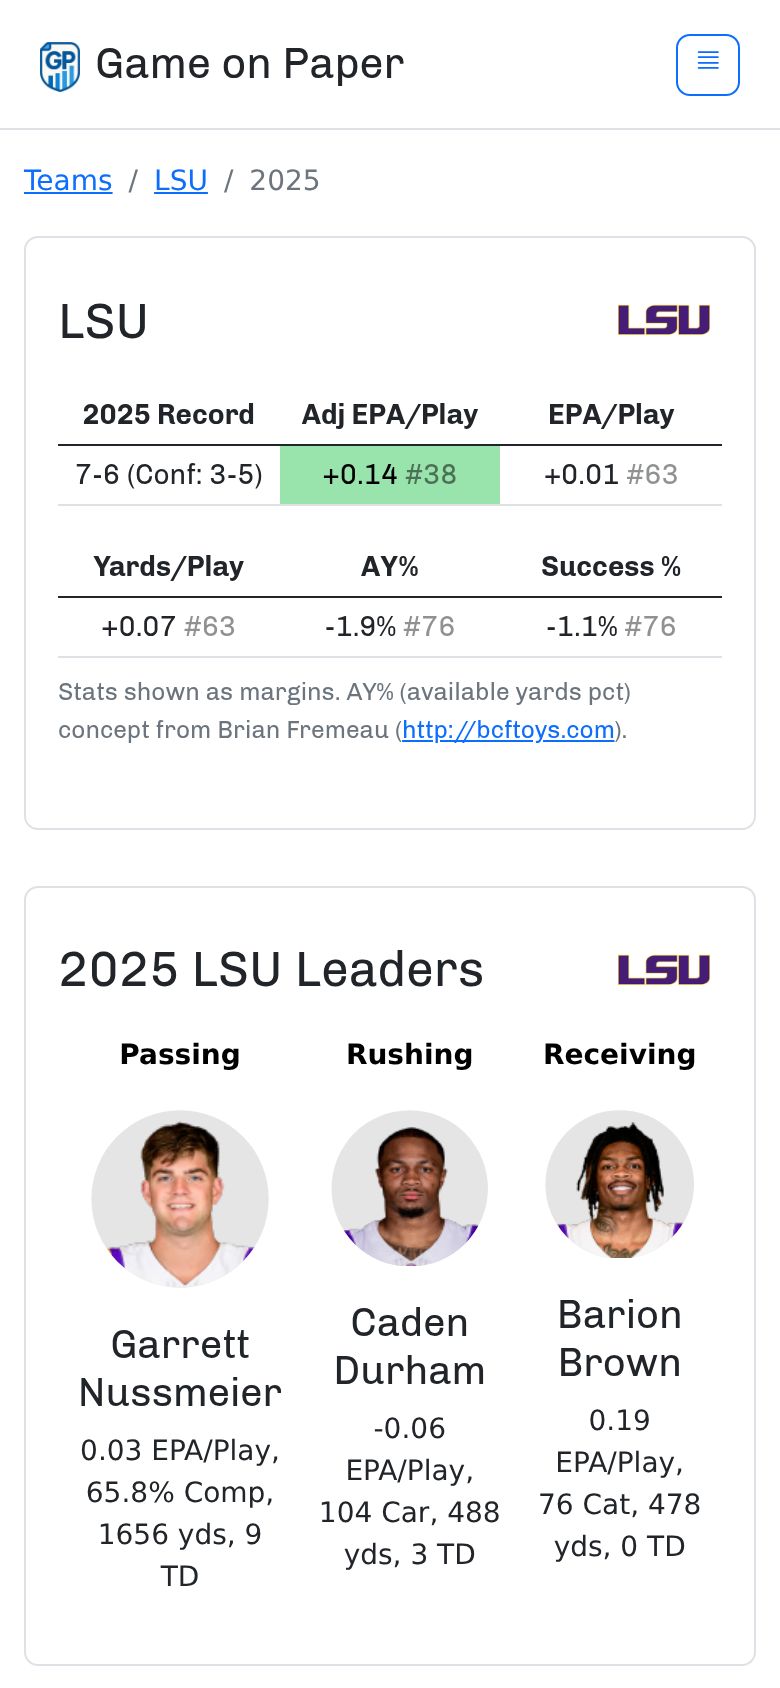 GP Game on Paper
Teams / LSU / 2025
LSU LSU
2025 Record Adj EPA/Play EPA/Play
7-6 (Conf: 3-5) +0.14 #38 +0.01 #63
Yards/Play AY% Success %
+0.07 #63 -1.9% #76 -1.1% #76
Stats shown as margins. AY% (available yards pct)
concept from Brian Fremeau (http://bcftoys.com).
2025 LSU Leaders LSU
Passing
Garrett
Nussmeier
0.03 EPA/Play,
65.8% Comp,
1656 yds, 9
TD
Rushing
Caden
Durham
-0.06
EPA/Play,
104 Car, 488
yds, 3 TD
Receiving
Barion
Brown
0.19
EPA/Play,
76 Cat, 478
yds, 0 TD